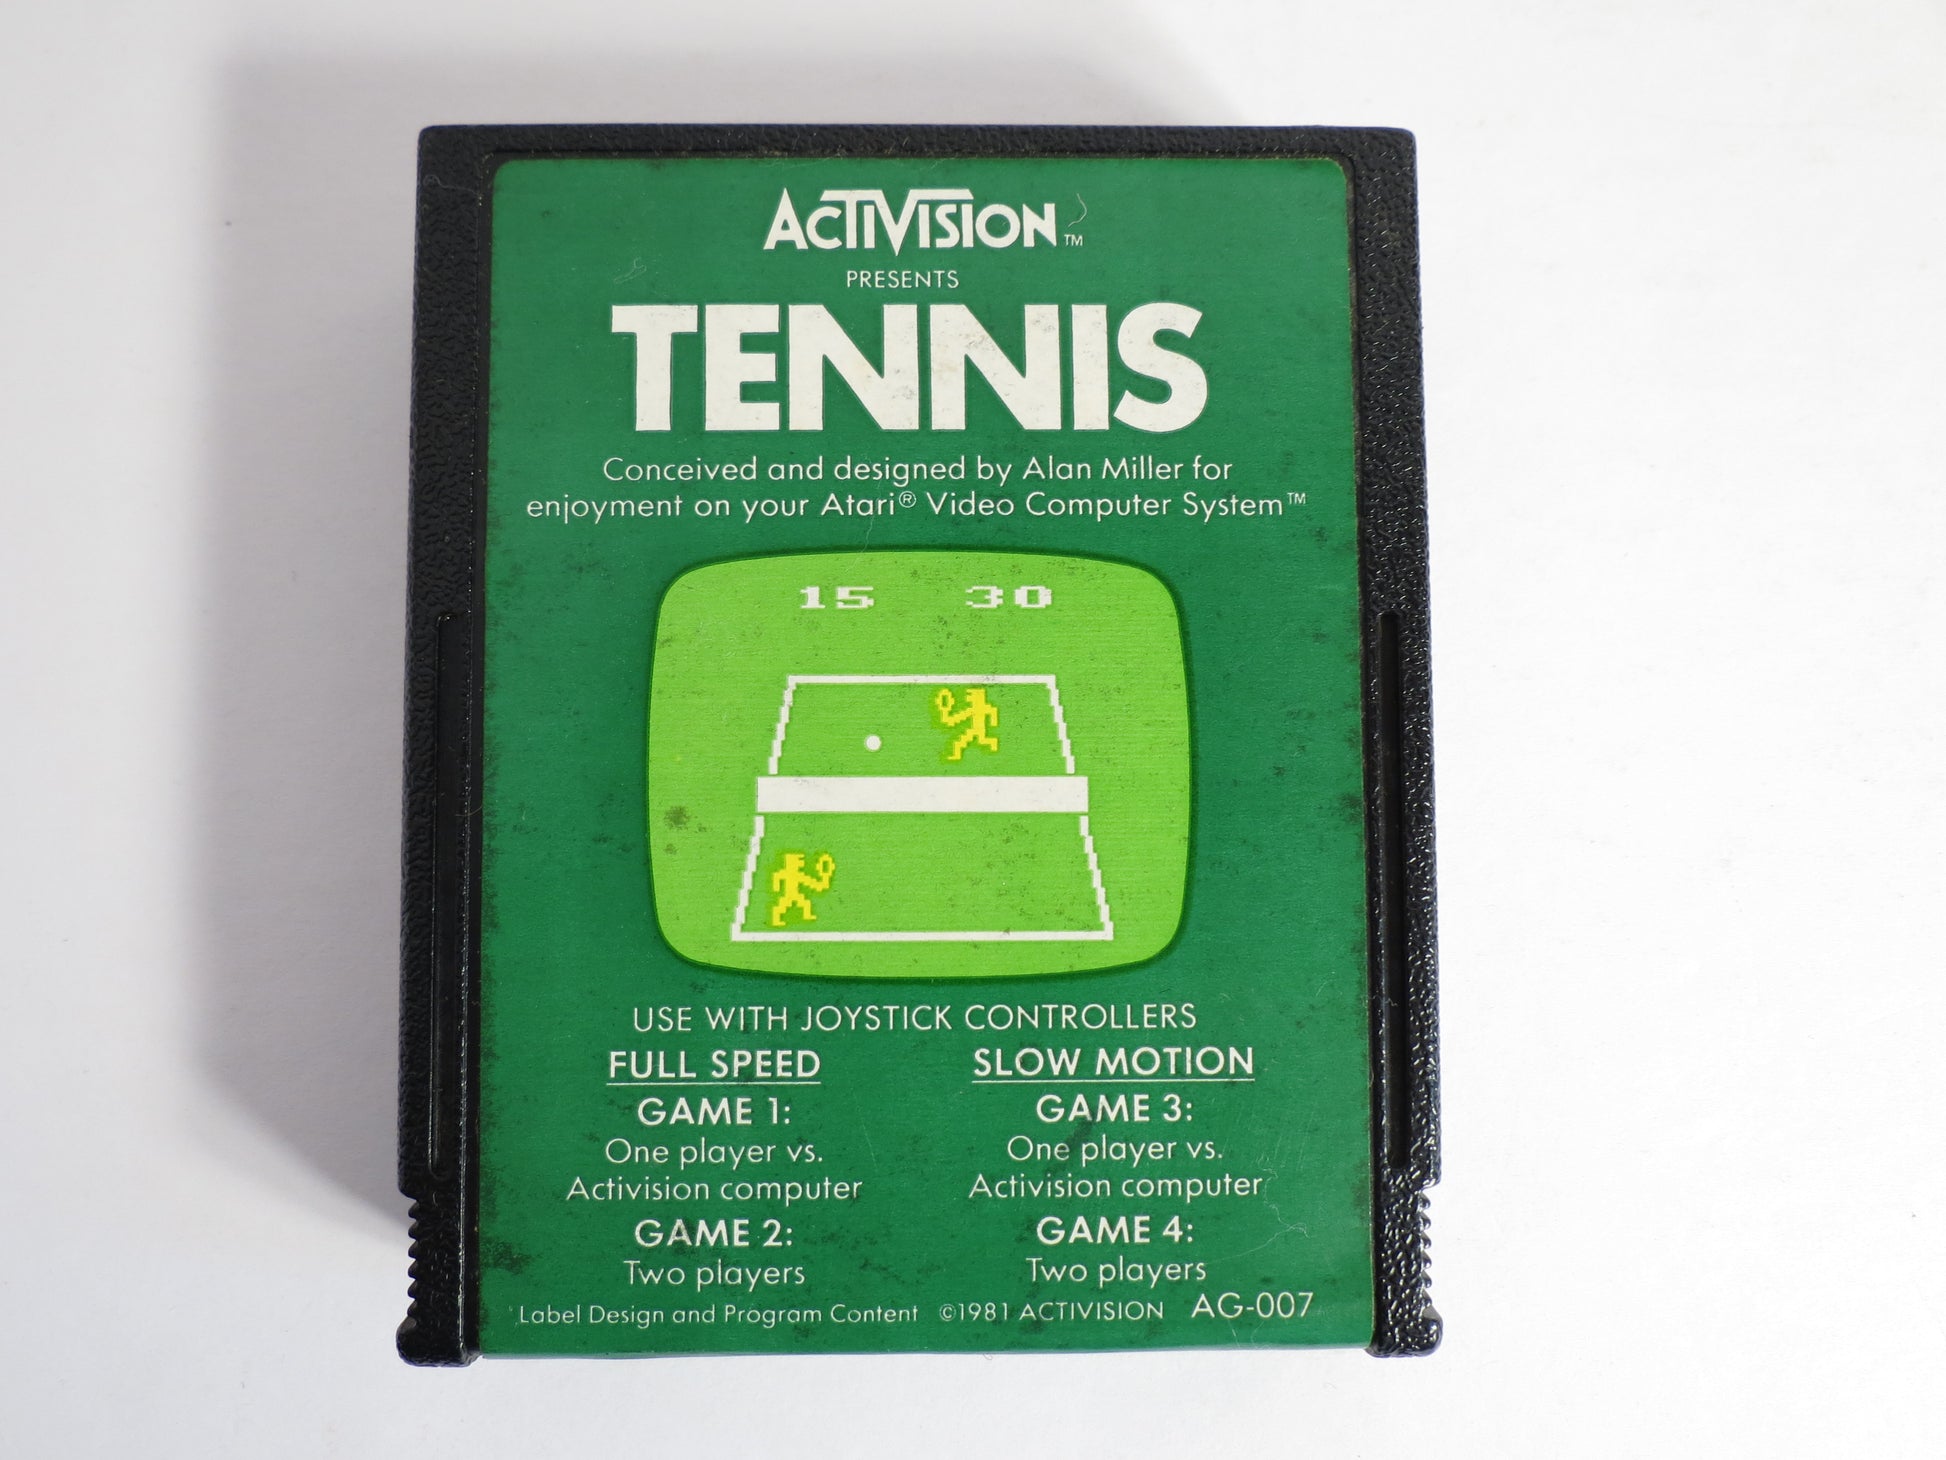 ACTIVISION™
PRESENTS
TENNIS
Conceived and designed by Alan Miller for
enjoyment on your Atari® Video Computer System™
15 30
USE WITH JOYSTICK CONTROLLERS
FULL SPEED
GAME 1:
One player vs.
Activision computer
GAME 2:
Two players
SLOW MOTION
GAME 3:
One player vs.
Activision computer
GAME 4:
Two players
Label Design and Program Content ©1981 ACTIVISION AG-007